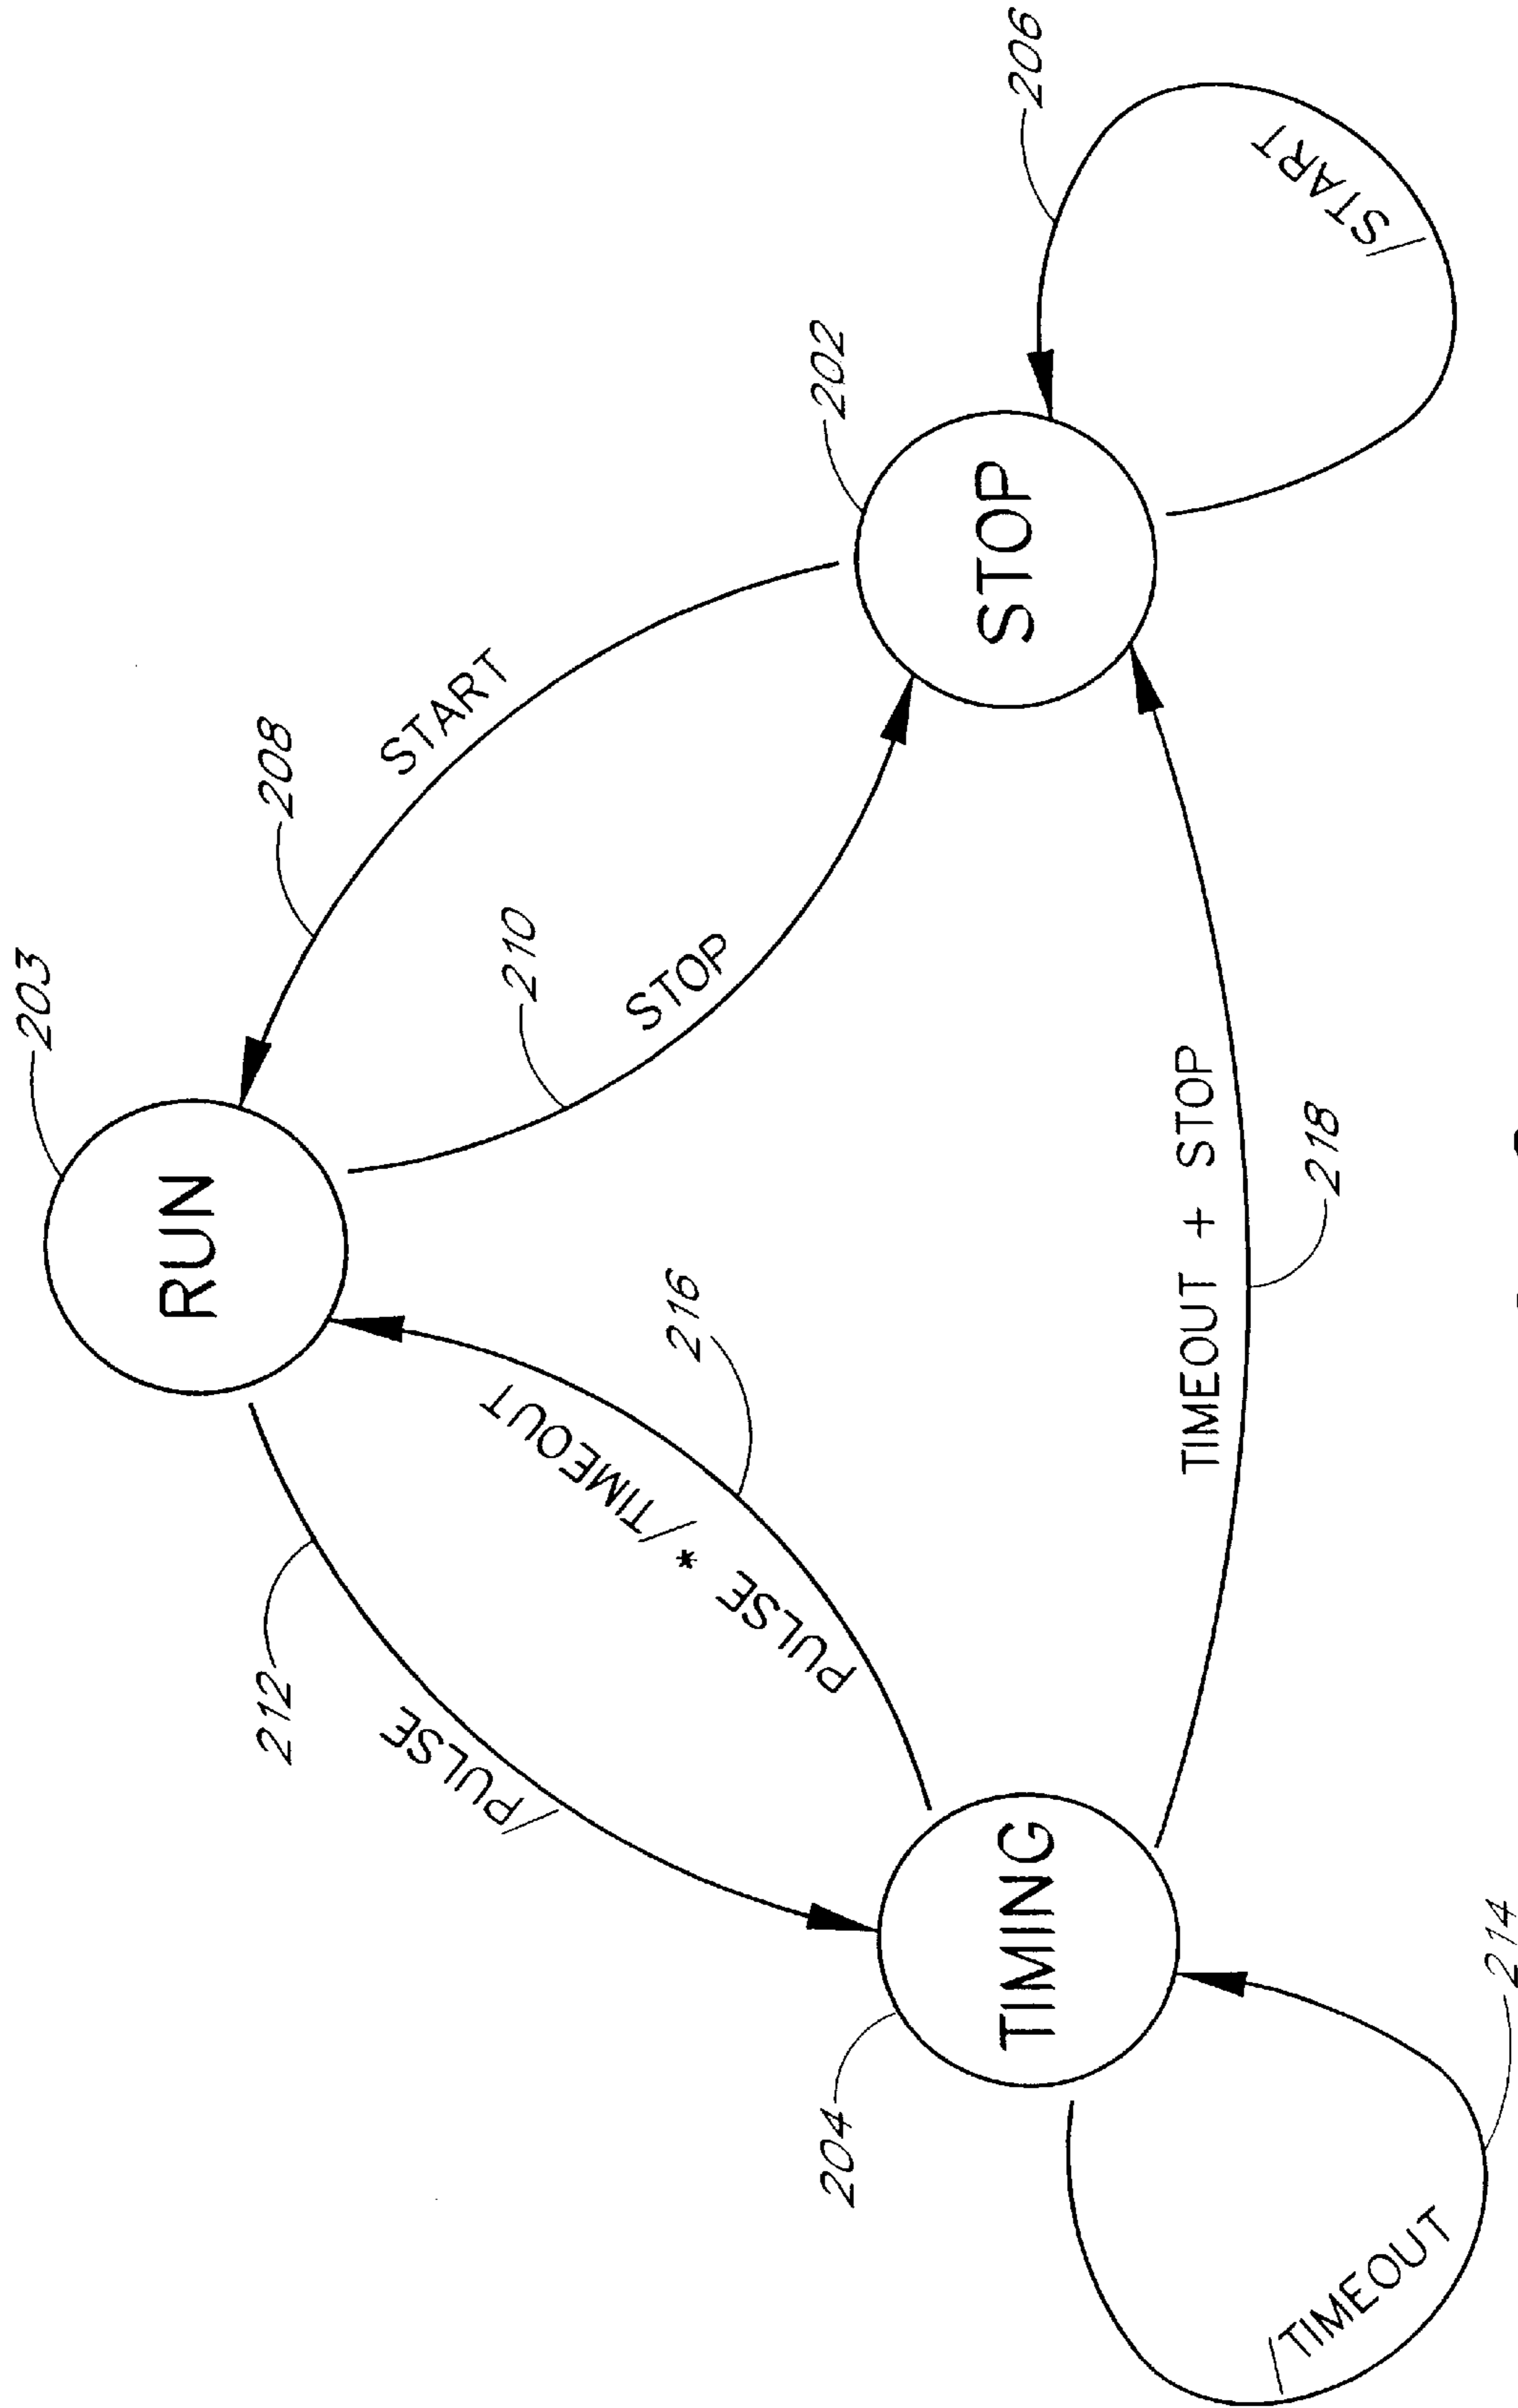 203
RUN
212
208
/PULSE
START
216
210
PULSE * /TIMEOUT
STOP
204
202
TIMING
STOP
206
TIMEOUT + STOP
/START
218
/TIMEOUT
214